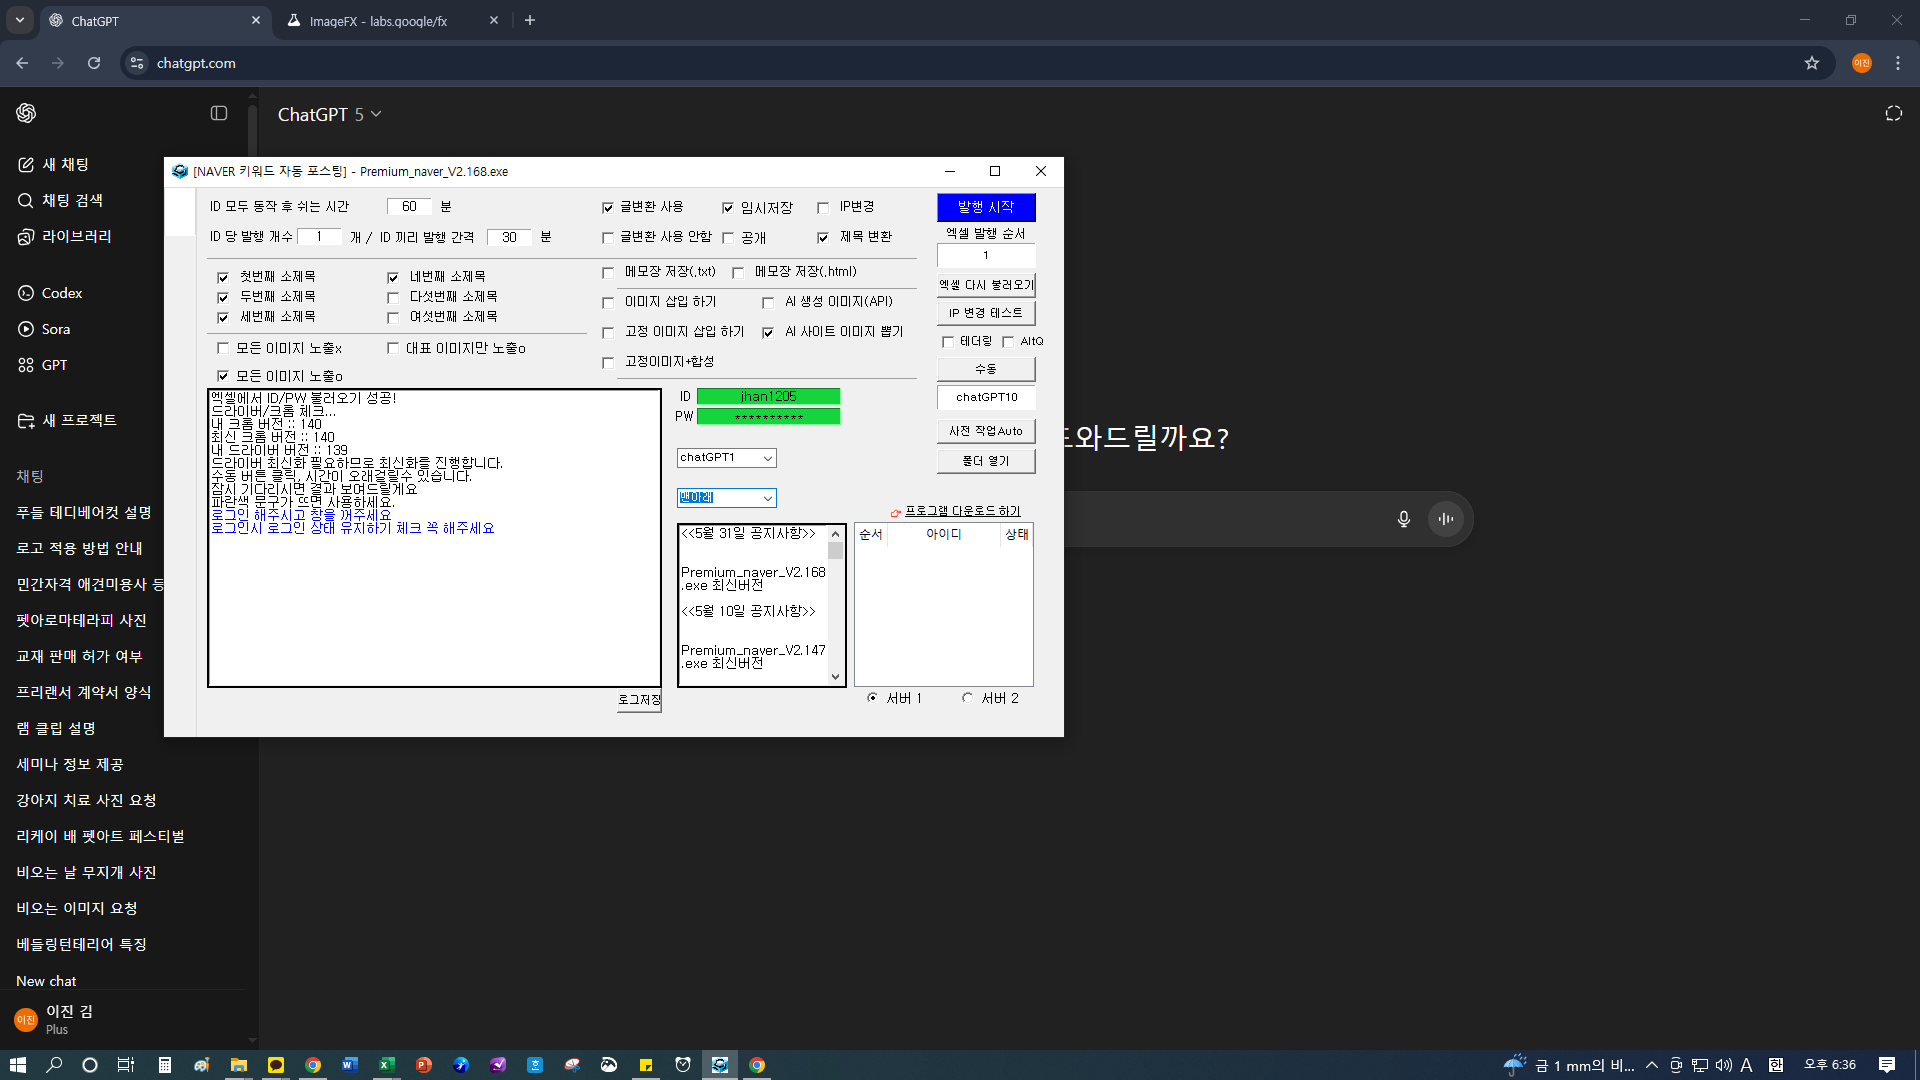 ChatGPT
ImageFX - labs.google/fx
chatgpt.com
이진
ChatGPT 5
새 채팅
채팅 검색
라이브러리
Codex
Sora
GPT
새 프로젝트
채팅
푸들 테디베어컷 설명
로고 적용 방법 안내
민간자격 애견미용사 등
펫아로마테라피 사진
교재 판매 허가 여부
프리랜서 계약서 양식
램 클립 설명
세미나 정보 제공
강아지 치료 사진 요청
리케이 배 펫아트 페스티벌
비오는 날 무지개 사진
비오는 이미지 요청
베들링턴테리어 특징
New chat
이진
이진 김
Plus
[NAVER 키워드 자동 포스팅] - Premium_naver_V2.168.exe
ID 모두 동작 후 쉬는 시간 60 분
ID 당 발행 개수 1 개 / ID 끼리 발행 간격 30 분
글변환 사용 임시저장 IP변경
글변환 사용 안함 공개 제목 변환
첫번째 소제목 네번째 소제목
두번째 소제목 다섯번째 소제목
세번째 소제목 여섯번째 소제목
모든 이미지 노출x 대표 이미지만 노출o
모든 이미지 노출o
메모장 저장(.txt) 메모장 저장(.html)
이미지 삽입 하기 AI 생성 이미지(API)
고정 이미지 삽입 하기 AI 사이트 이미지 뽑기
고정이미지+합성
발행 시작
엑셀 발행 순서
1
엑셀 다시 불러오기
IP 변경 테스트
테더링 AltQ
수동
chatGPT10
사전 작업Auto
폴더 열기
엑셀에서 ID/PW 불러오기 성공!
드라이버/크롬 체크...
내 크롬 버전 :: 140
최신 크롬 버전 :: 140
내 드라이버 버전 :: 139
드라이버 최신화 필요하므로 최신화를 진행합니다.
수동 버튼 클릭, 시간이 오래걸릴수 있습니다.
잠시 기다리시면 결과 보여드릴게요
파란색 문구가 뜨면 사용하세요.
로그인 해주시고 창을 꺼주세요
로그인시 로그인 상태 유지하기 체크 꼭 해주세요
로그저장
ID jhan1205
PW **********
chatGPT1
맨아래
👉 프로그램 다운로드 하기
<<5월 31일 공지사항>>
Premium_naver_V2.168
.exe 최신버전
<<5월 10일 공지사항>>
Premium_naver_V2.147
.exe 최신버전
순서 아이디 상태
서버 1 서버 2
도와드릴까요?
금 1 mm의 비...
A
한
오후 6:36